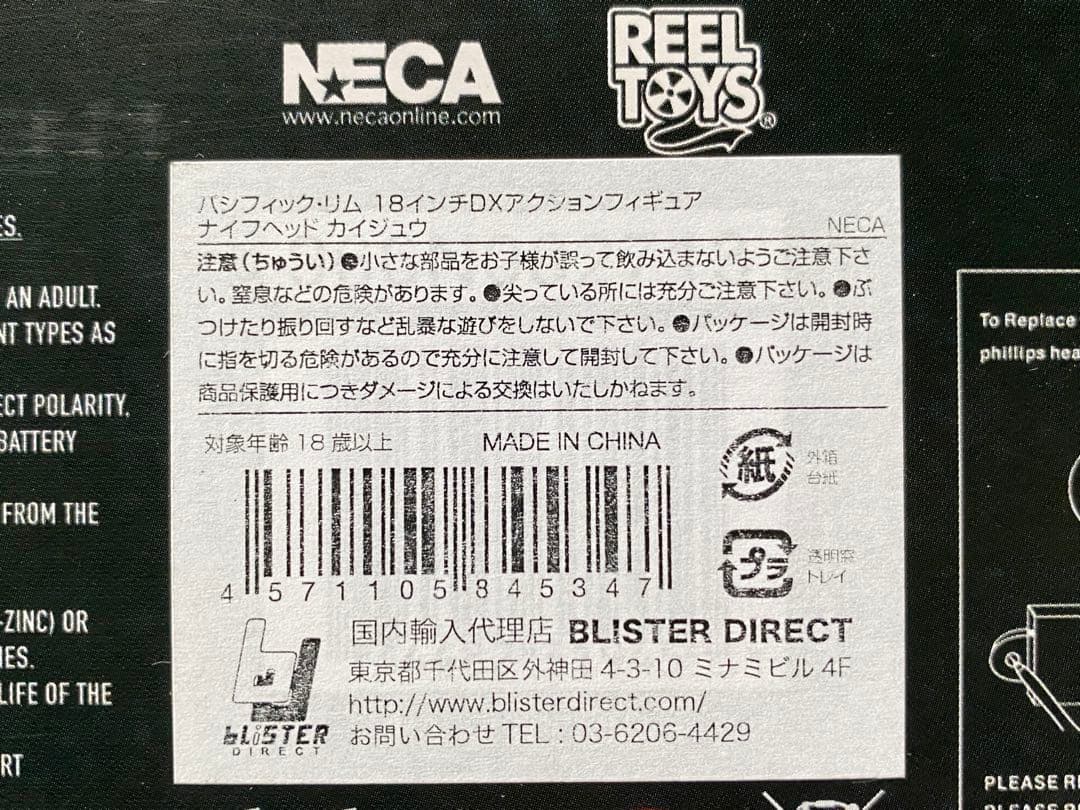 NECA
www.necaonline.com
REEL
TOYS®
ES.
AN ADULT.
NT TYPES AS
ECT POLARITY,
BATTERY
FROM THE
-ZINC) OR
IES.
LIFE OF THE
RT
パシフィック・リム 18インチDXアクションフィギュア
ナイフヘッド カイジュウ
NECA
注意(ちゅうい)●小さな部品をお子様が誤って飲み込まないようご注意下さ
い。窒息などの危険があります。●尖っている所には充分ご注意下さい。●ぶ
つけたり振り回すなど乱暴な遊びをしないで下さい。●パッケージは開封時
に指を切る危険があるので充分に注意して開封して下さい。●パッケージは
商品保護用につきダメージによる交換はいたしかねます。
対象年齢 18 歳以上
MADE IN CHINA
紙
外箱
台紙
プラ
透明窓
トレイ
4 571105 845347
国内輸入代理店 BLISTER DIRECT
東京都千代田区外神田 4-3-10 ミナミビル 4F
http://www.blisterdirect.com/
お問い合わせ TEL : 03-6206-4429
BLiSTER
DIRECT
To Replace
phillips hea
PLEASE RE